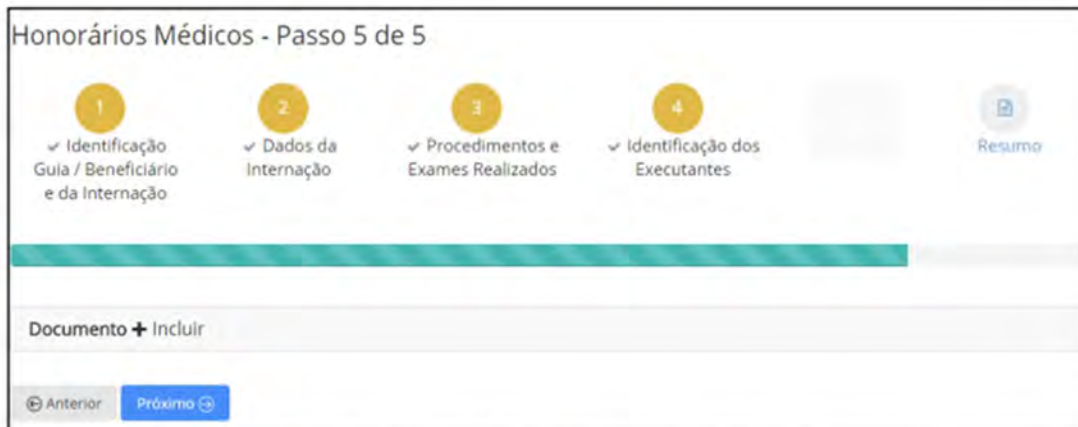 Honorários Médicos - Passo 5 de 5
1
✓ Identificação
Guia / Beneficiário
e da Internação
2
✓ Dados da
Internação
3
✓ Procedimentos e
Exames Realizados
4
✓ Identificação dos
Executantes
Resumo
Documento + Incluir
Anterior
Próximo